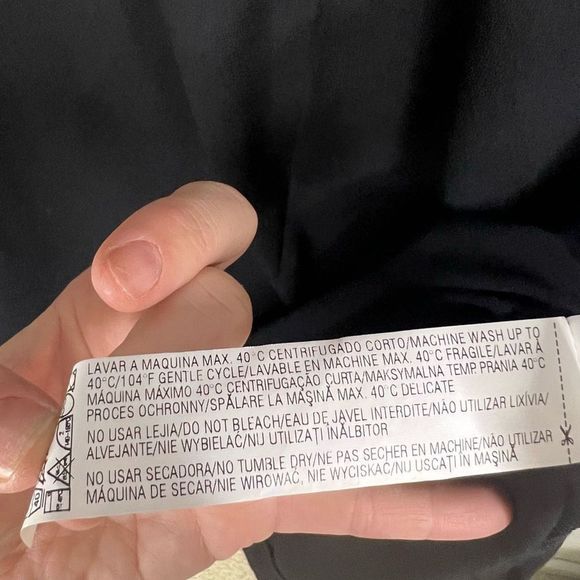 LAVAR A MAQUINA MAX. 40°C CENTRIFUGADO CORTO/MACHINE WASH UP TO
40°C/104°F GENTLE CYCLE/LAVABLE EN MACHINE MAX. 40°C FRAGILE/LAVAR À
MÁQUINA MÁXIMO 40°C CENTRIFUGAÇÃO CURTA/MAKSYMALNA TEMP. PRANIA 40°C
PROCES OCHRONNY/SPĂLARE LA MAŞINĂ MAX. 40°C DELICATE
NO USAR LEJIA/DO NOT BLEACH/EAU DE JAVEL INTERDITE/NÃO UTILIZAR LIXÍVIA/
ALVEJANTE/NIE WYBIELAĆ/NU UTILIZAȚI ÎNĂLBITOR
NO USAR SECADORA/NO TUMBLE DRY/NE PAS SECHER EN MACHINE/NÃO UTILIZAR
MÁQUINA DE SECAR/NIE WIROWAĆ, NIE WYCISKAĆ/NU USCAȚI ÎN MAŞINĂ